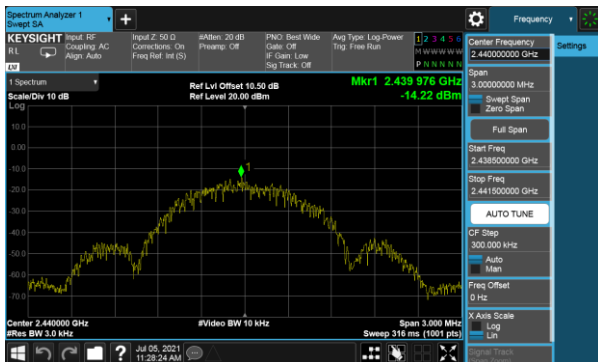 Spectrum Analyzer 1
Swept SA
+
Frequency
KEYSIGHT
RL
LXI
Input: RF
Coupling: AC
Align: Auto
Input Z: 50 Ω
Corrections: On
Freq Ref: Int (S)
#Atten: 20 dB
Preamp: Off
PNO: Best Wide
Gate: Off
IF Gain: Low
Sig Track: Off
Avg Type: Log-Power
Trig: Free Run
1 2 3 4 5 6
M W W W W W
P N N N N N
Center Frequency
2.440000000 GHz
Settings
Span
3.00000000 MHz
Swept Span
Zero Span
Full Span
Start Freq
2.438500000 GHz
Stop Freq
2.441500000 GHz
AUTO TUNE
CF Step
300.000 kHz
Auto
Man
Freq Offset
0 Hz
X Axis Scale
Log
Lin
Signal Track
(Span Zoom)
1 Spectrum
Scale/Div 10 dB
Log
Ref Lvl Offset 10.50 dB
Ref Level 20.00 dBm
Mkr1 2.439 976 GHz
-14.22 dBm
10.0
0.00
-10.0
-20.0
-30.0
-40.0
-50.0
-60.0
-70.0
1
Center 2.440000 GHz
#Res BW 3.0 kHz
#Video BW 10 kHz
Span 3.000 MHz
Sweep 316 ms (1001 pts)
?
Jul 05, 2021
11:28:24 AM